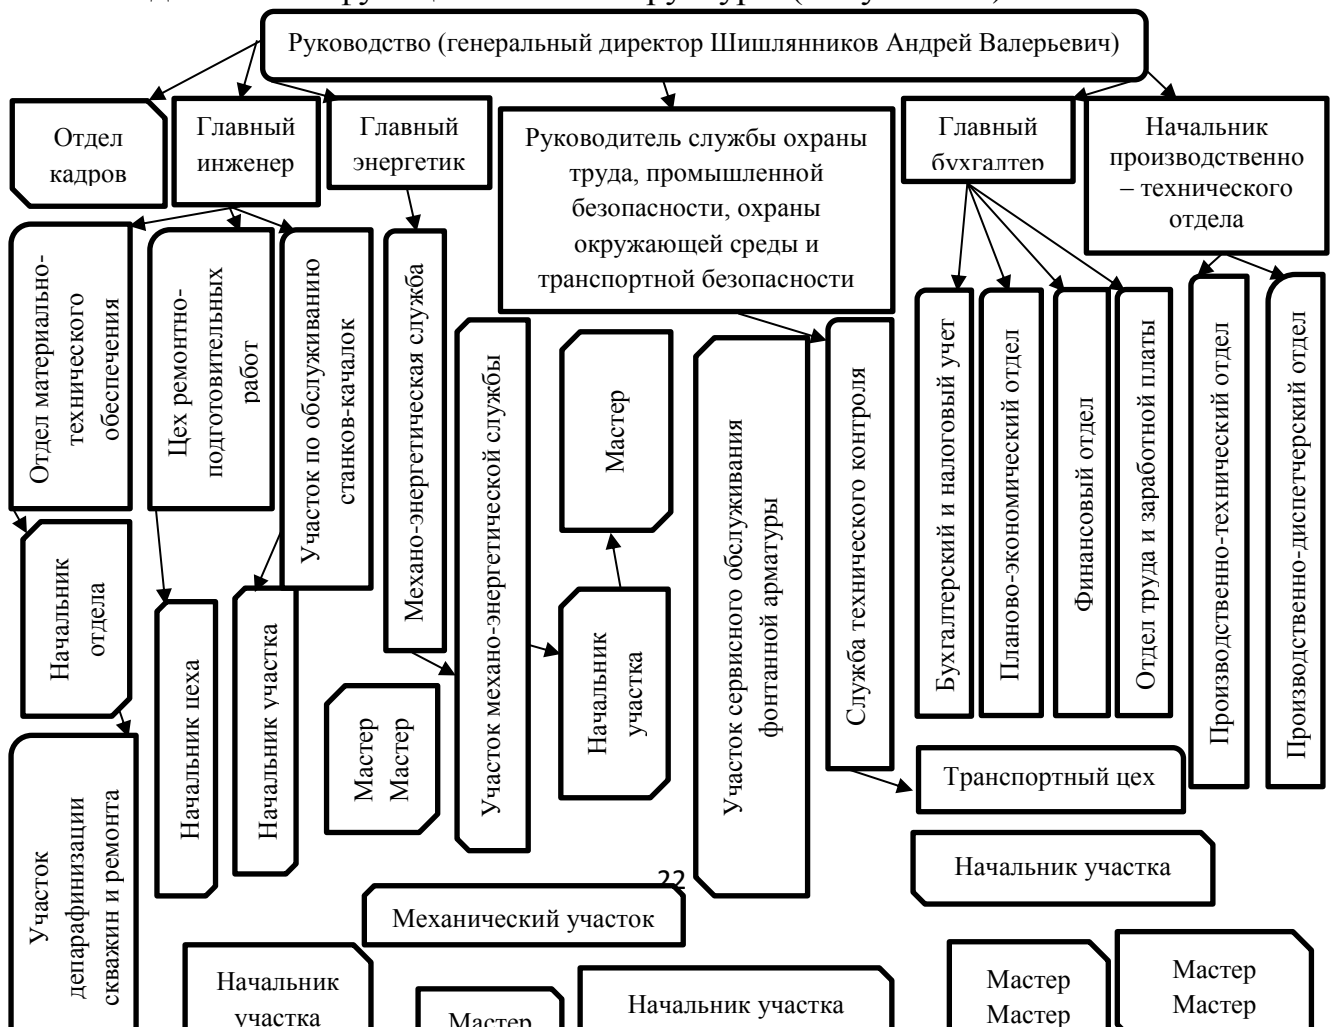 Руководство (генеральный директор Шишлянников Андрей Валерьевич)
Отдел
кадров
Главный
инженер
Главный
энергетик
Руководитель службы охраны
труда, промышленной
безопасности, охраны
окружающей среды и
транспортной безопасности
Главный
бухгалтер
Начальник
производственно
– технического
отдела
Отдел материально-
технического
обеспечения
Цех ремонтно-
подготовительных
работ
Участок по обслуживанию
станков-качалок
Механо-энергетическая служба
Участок механо-энергетической службы
Мастер
Участок сервисного обслуживания
фонтанной арматуры
Служба технического контроля
Бухгалтерский и налоговый учет
Планово-экономический отдел
Финансовый отдел
Отдел труда и заработной платы
Производственно-технический отдел
Производственно-диспетчерский отдел
Начальник
отдела
Начальник цеха
Начальник участка
Мастер
Мастер
Начальник
участка
Транспортный цех
Начальник участка
Участок
депарафинизации
скважин и ремонта
22
Механический участок
Начальник
участка
Мастер
Начальник участка
Мастер
Мастер
Мастер
Мастер